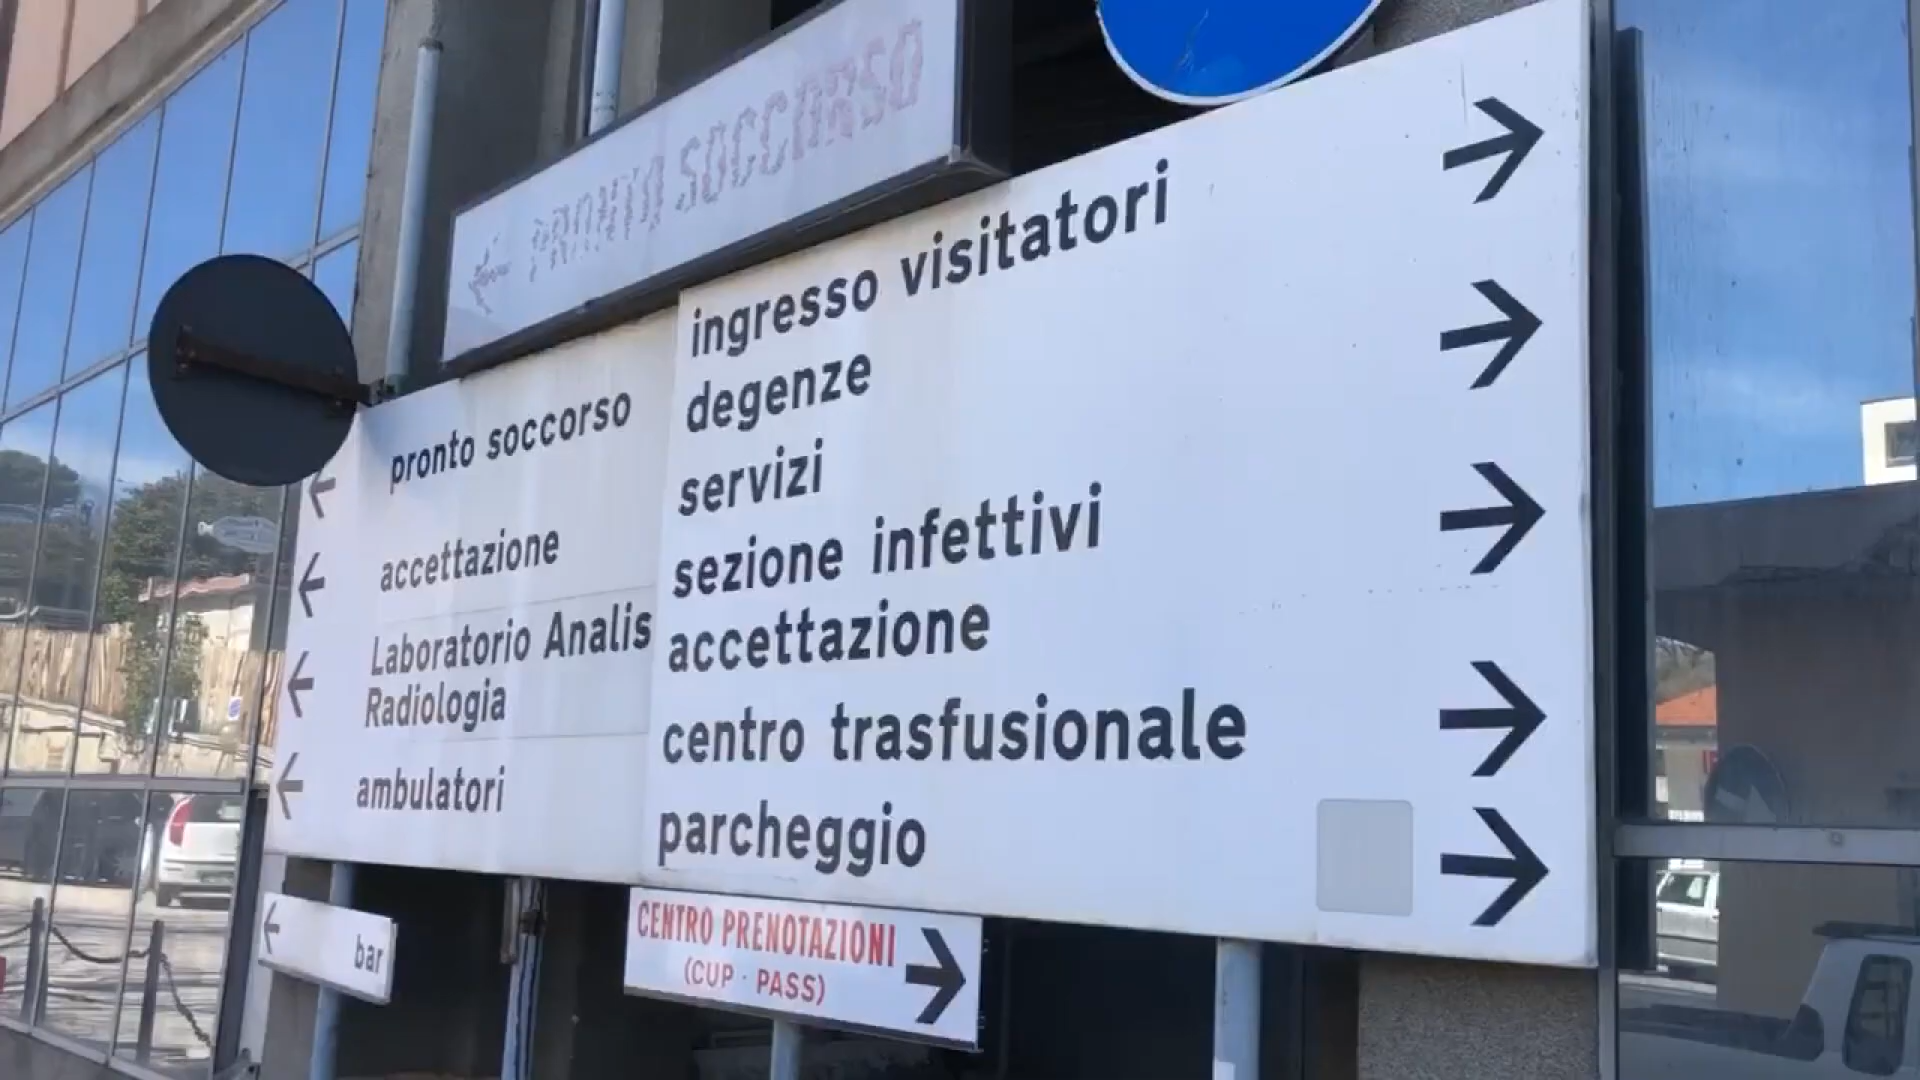 PRONTO SOCCORSO
pronto soccorso
accettazione
Laboratorio Analis
Radiologia
ambulatori
ingresso visitatori
degenze
servizi
sezione infettivi
accettazione
centro trasfusionale
parcheggio
bar
CENTRO PRENOTAZIONI
(CUP · PASS)